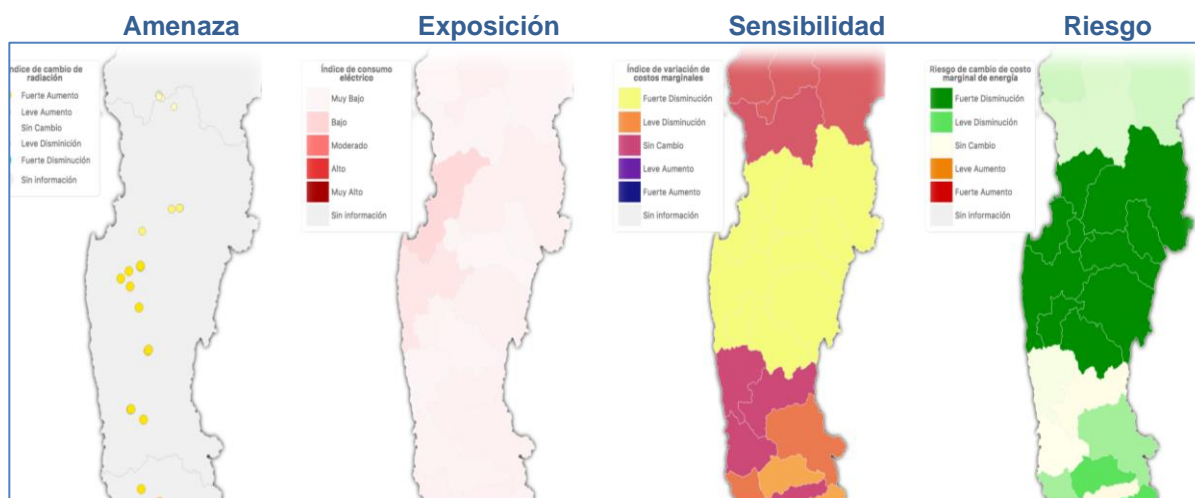 Amenaza
Exposición
Sensibilidad
Riesgo
ndice de cambio de
radiación
Fuerte Aumento
Leve Aumento
Sin Cambio
Leve Disminición
Fuerte Disminución
Sin información
Índice de consumo
eléctrico
Muy Bajo
Bajo
Moderado
Alto
Muy Alto
Sin información
Índice de variación de
costos marginales
Fuerte Disminución
Leve Disminución
Sin Cambio
Leve Aumento
Fuerte Aumento
Sin información
Riesgo de cambio de costo
marginal de energía
Fuerte Disminución
Leve Disminución
Sin Cambio
Leve Aumento
Fuerte Aumento
Sin información